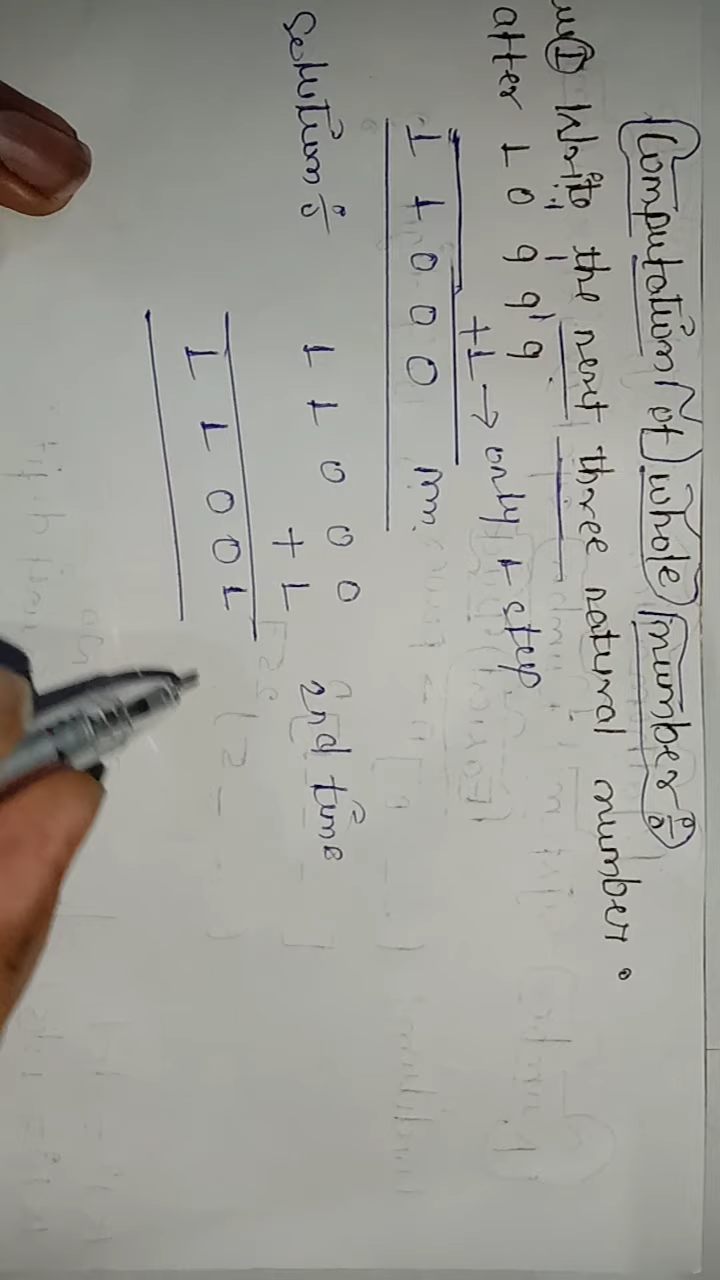 Computation of whole number :
① Write the next three natural number.
after 1 0 9 9 9
+1 → only 1 step
1 1 0 0 0
Solution :
1 1 0 0 0 2nd time
+ 1
1 1 0 0 1